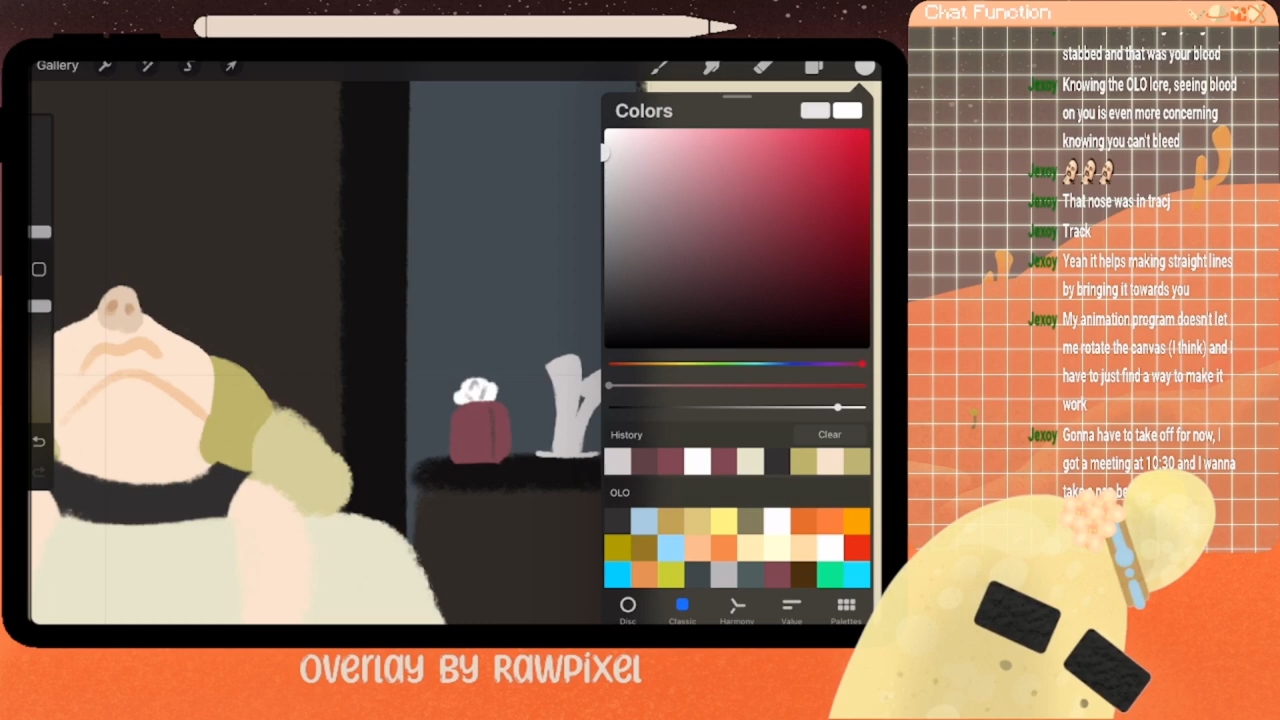 Chat Function
Gallery
Colors
History
Clear
OLO
Disc
Classic
Harmony
Value
Palettes
stabbed and that was your blood
Jexoy Knowing the OLO lore, seeing blood
on you is even more concerning
knowing you can't bleed
Jexoy
Jexoy That nose was in tracj
Jexoy Track
Jexoy Yeah it helps making straight lines
by bringing it towards you
Jexoy My animation program doesn't let
me rotate the canvas (I think) and I
have to just find a way to make it
work
Jexoy Gonna have to take off for now, I
got a meeting at 10:30 and I wanna
take
Overlay by Rawpixel